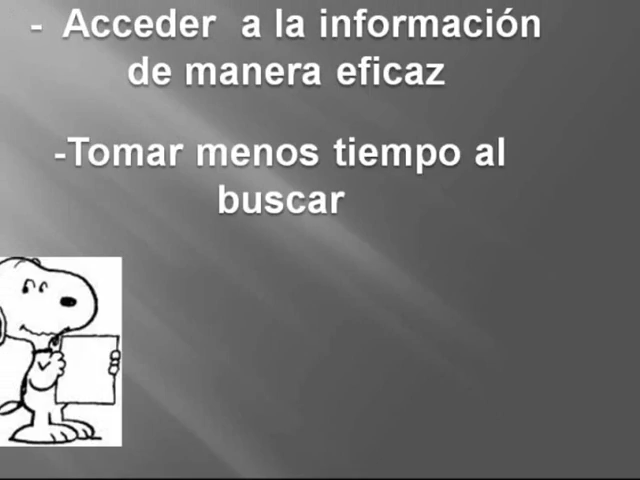 - Acceder a la información
de manera eficaz
-Tomar menos tiempo al
buscar